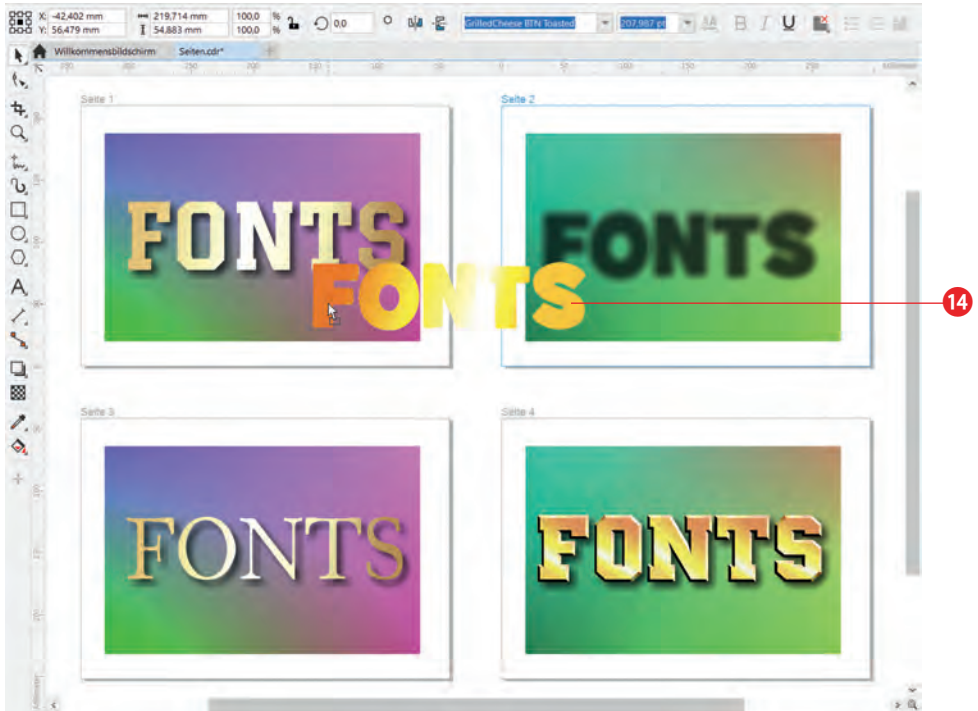 X: -42,402 mm 219,714 mm 100,0 % 0,0 ° GrilledCheese BTN Toasted 207,987 pt B I U
Y: 56,479 mm 54,883 mm 100,0 %
Willkommensbildschirm Seiten.cdr*
Seite 1 Seite 2
FONTS FONTS
FONTS
14
Seite 3 Seite 4
FONTS FONTS